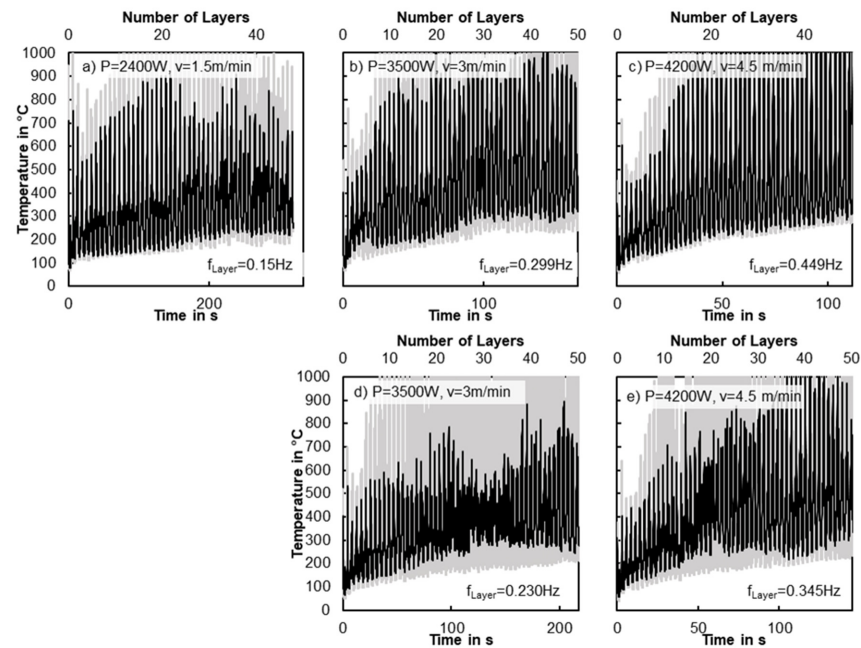 Number of Layers Number of Layers Number of Layers
0 20 40 0 10 20 30 40 50 0 20 40
Temperature in °C
1000
900
800
700
600
500
400
300
200
100
0
a) P=2400W, v=1.5m/min
b) P=3500W, v=3m/min
c) P=4200W, v=4.5 m/min
fLayer=0.15Hz
fLayer=0.299Hz
fLayer=0.449Hz
0 200 0 100 0 50 100
Time in s Time in s Time in s
Number of Layers Number of Layers
0 10 20 30 40 50 0 10 20 30 40 50
Temperature in °C
1000
900
800
700
600
500
400
300
200
100
0
d) P=3500W, v=3m/min
e) P=4200W, v=4.5 m/min
fLayer=0.230Hz
fLayer=0.345Hz
0 100 200 0 50 100
Time in s Time in s